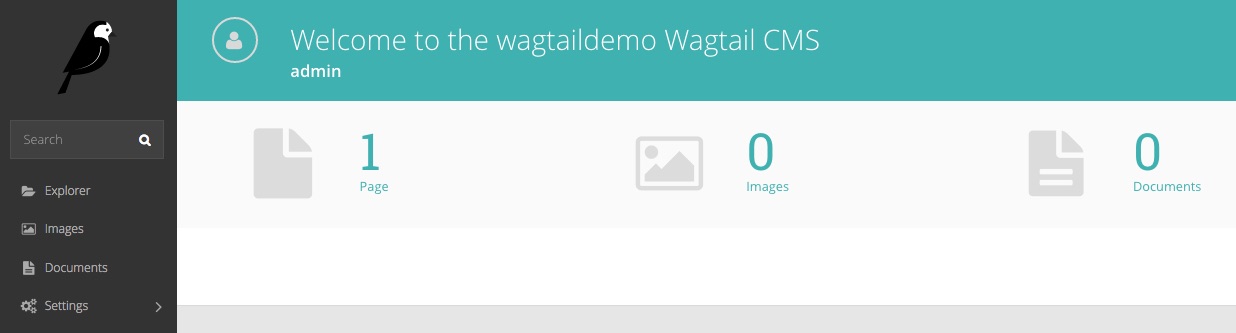 Search
Explorer
Images
Documents
Settings
Welcome to the wagtaildemo Wagtail CMS
admin
1
Page
0
Images
0
Documents